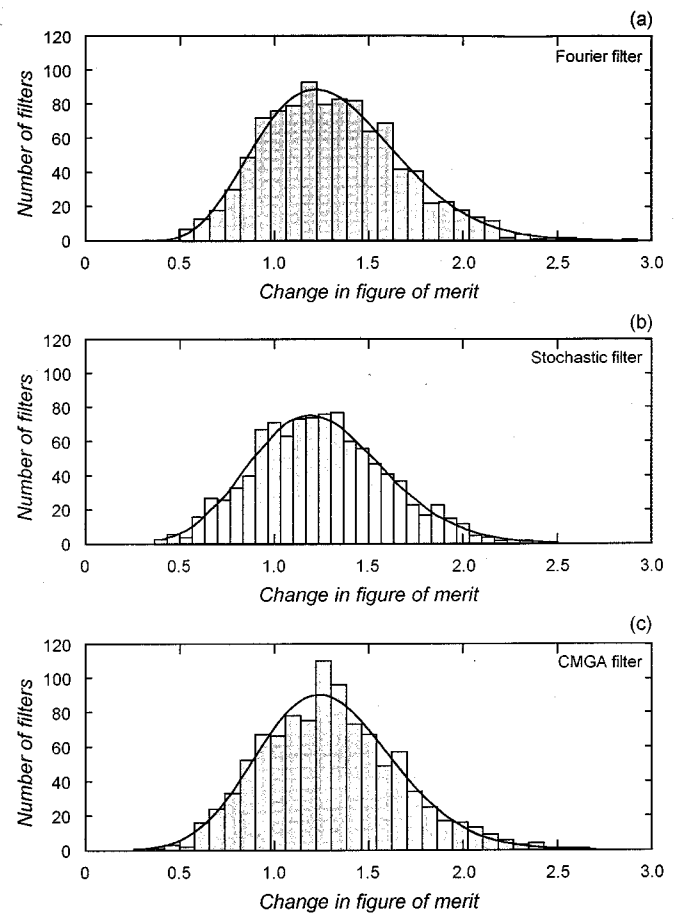 (a)
Fourier filter
Number of filters
120
100
80
60
40
20
0
0 0.5 1.0 1.5 2.0 2.5 3.0
Change in figure of merit
(b)
Stochastic filter
Number of filters
120
100
80
60
40
20
0
0 0.5 1.0 1.5 2.0 2.5 3.0
Change in figure of merit
(c)
CMGA filter
Number of filters
120
100
80
60
40
20
0
0 0.5 1.0 1.5 2.0 2.5 3.0
Change in figure of merit